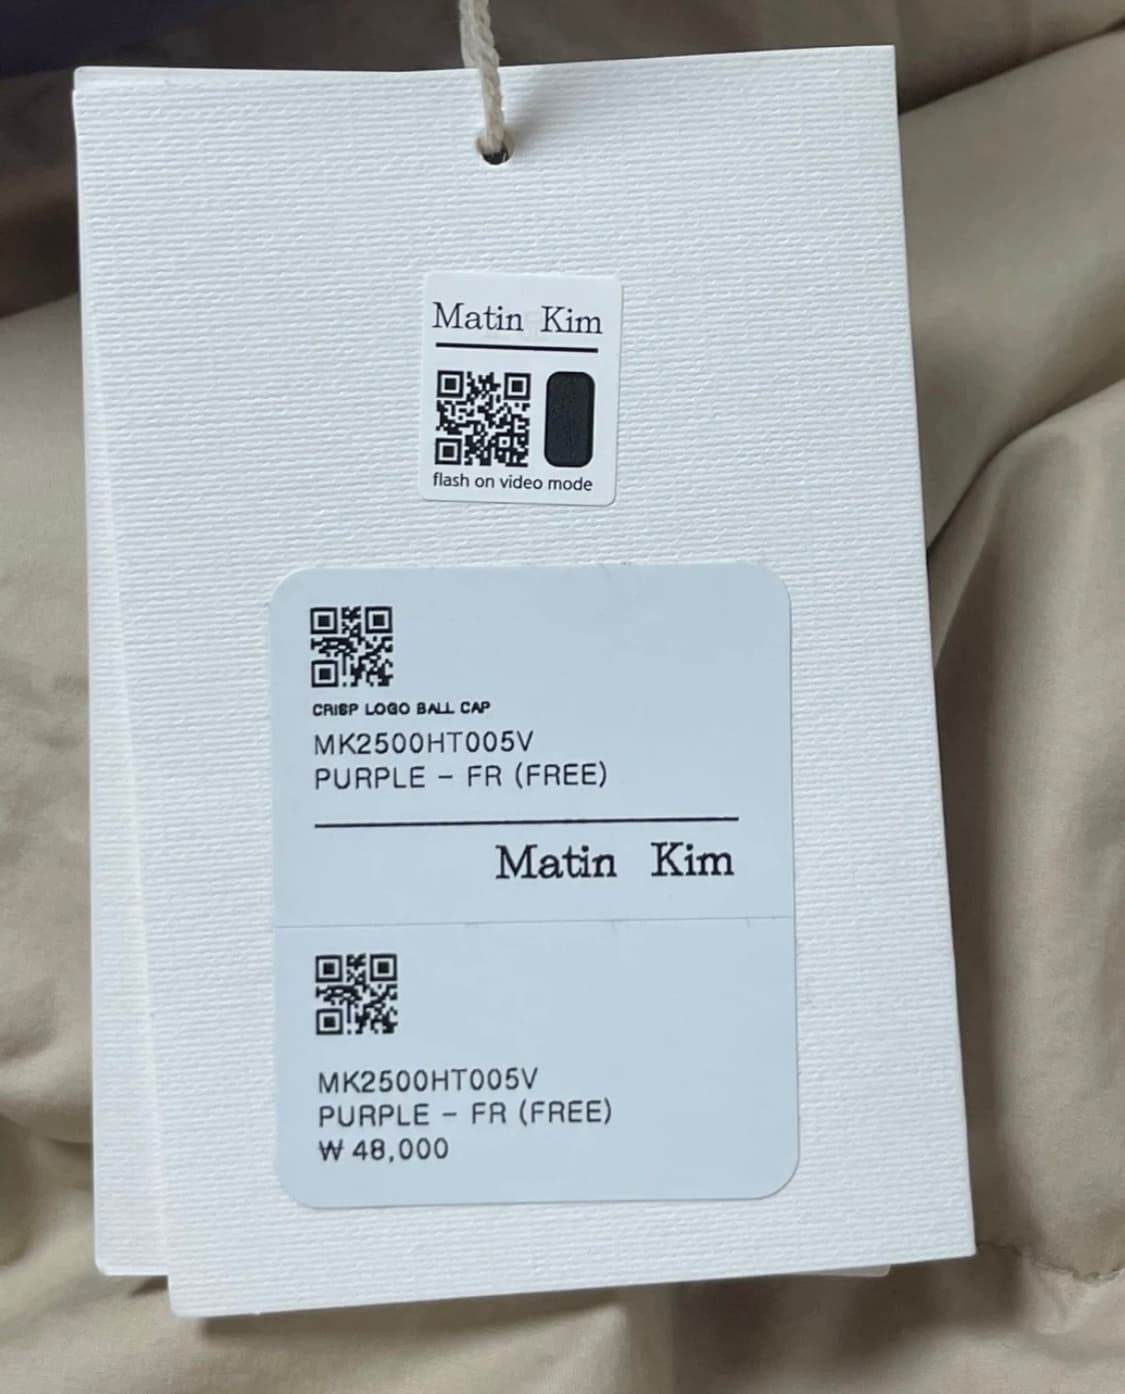 Matin Kim
flash on video mode
CRISP LOGO BALL CAP
MK2500HT005V
PURPLE - FR (FREE)
Matin Kim
MK2500HT005V
PURPLE - FR (FREE)
₩ 48,000